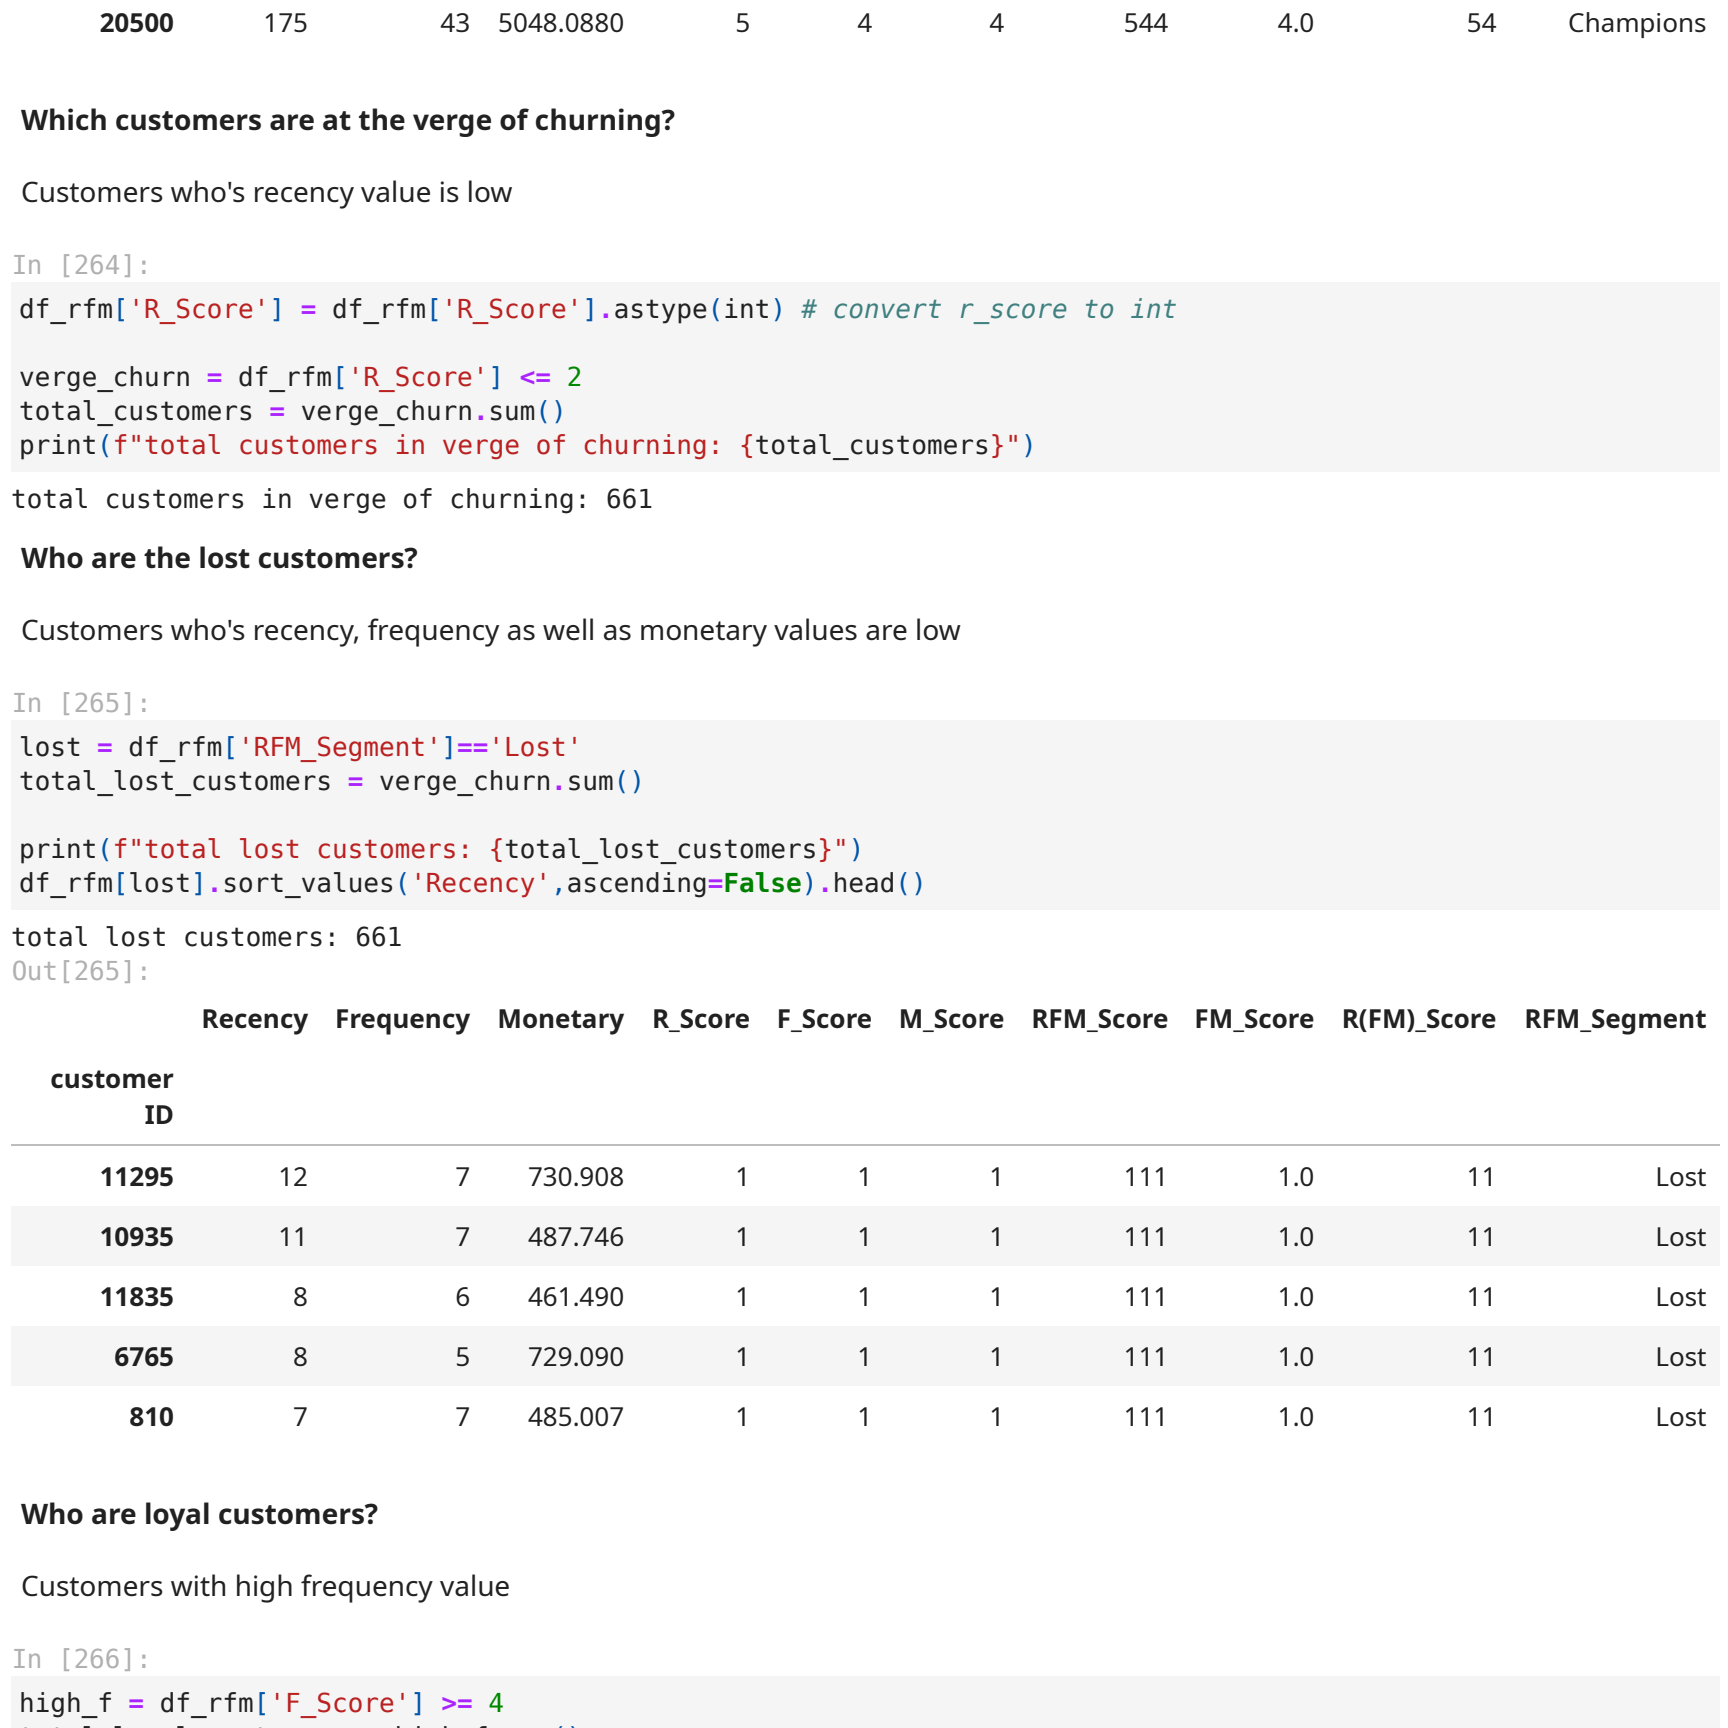 20500 175 43 5048.0880 5 4 4 544 4.0 54 Champions
Which customers are at the verge of churning?
Customers who's recency value is low
In [264]:
df_rfm['R_Score'] = df_rfm['R_Score'].astype(int) # convert r_score to int
verge_churn = df_rfm['R_Score'] <= 2
total_customers = verge_churn.sum()
print(f"total customers in verge of churning: {total_customers}")
total customers in verge of churning: 661
Who are the lost customers?
Customers who's recency, frequency as well as monetary values are low
In [265]:
lost = df_rfm['RFM_Segment']=='Lost'
total_lost_customers = verge_churn.sum()
print(f"total lost customers: {total_lost_customers}")
df_rfm[lost].sort_values('Recency',ascending=False).head()
total lost customers: 661
Out[265]:
Recency Frequency Monetary R_Score F_Score M_Score RFM_Score FM_Score R(FM)_Score RFM_Segment
customer
ID
11295 12 7 730.908 1 1 1 111 1.0 11 Lost
10935 11 7 487.746 1 1 1 111 1.0 11 Lost
11835 8 6 461.490 1 1 1 111 1.0 11 Lost
6765 8 5 729.090 1 1 1 111 1.0 11 Lost
810 7 7 485.007 1 1 1 111 1.0 11 Lost
Who are loyal customers?
Customers with high frequency value
In [266]:
high_f = df_rfm['F_Score'] >= 4